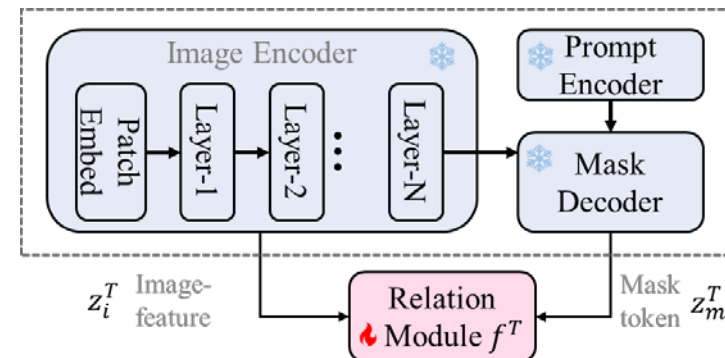 Image Encoder
Patch
Embed
Layer-1
Layer-2
Layer-N
Prompt
Encoder
Mask
Decoder
z_i^T Image-
feature
Relation
Module f^T
Mask
token z_m^T